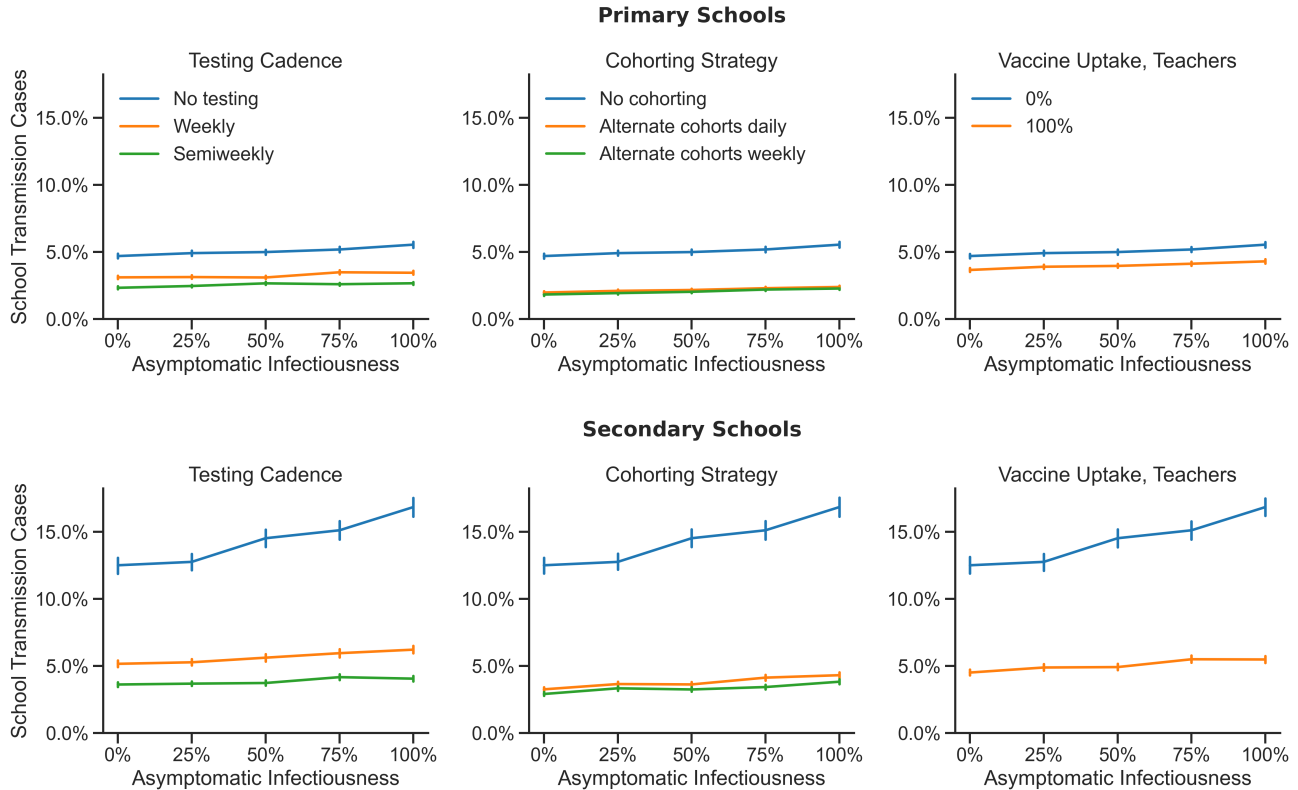 Primary Schools
Testing Cadence
Cohorting Strategy
Vaccine Uptake, Teachers
School Transmission Cases
15.0%
10.0%
5.0%
0.0%
No testing
Weekly
Semiweekly
0% 25% 50% 75% 100%
Asymptomatic Infectiousness
15.0%
10.0%
5.0%
0.0%
No cohorting
Alternate cohorts daily
Alternate cohorts weekly
0% 25% 50% 75% 100%
Asymptomatic Infectiousness
15.0%
10.0%
5.0%
0.0%
0%
100%
0% 25% 50% 75% 100%
Asymptomatic Infectiousness
Secondary Schools
Testing Cadence
Cohorting Strategy
Vaccine Uptake, Teachers
School Transmission Cases
15.0%
10.0%
5.0%
0.0%
0% 25% 50% 75% 100%
Asymptomatic Infectiousness
15.0%
10.0%
5.0%
0.0%
0% 25% 50% 75% 100%
Asymptomatic Infectiousness
15.0%
10.0%
5.0%
0.0%
0% 25% 50% 75% 100%
Asymptomatic Infectiousness